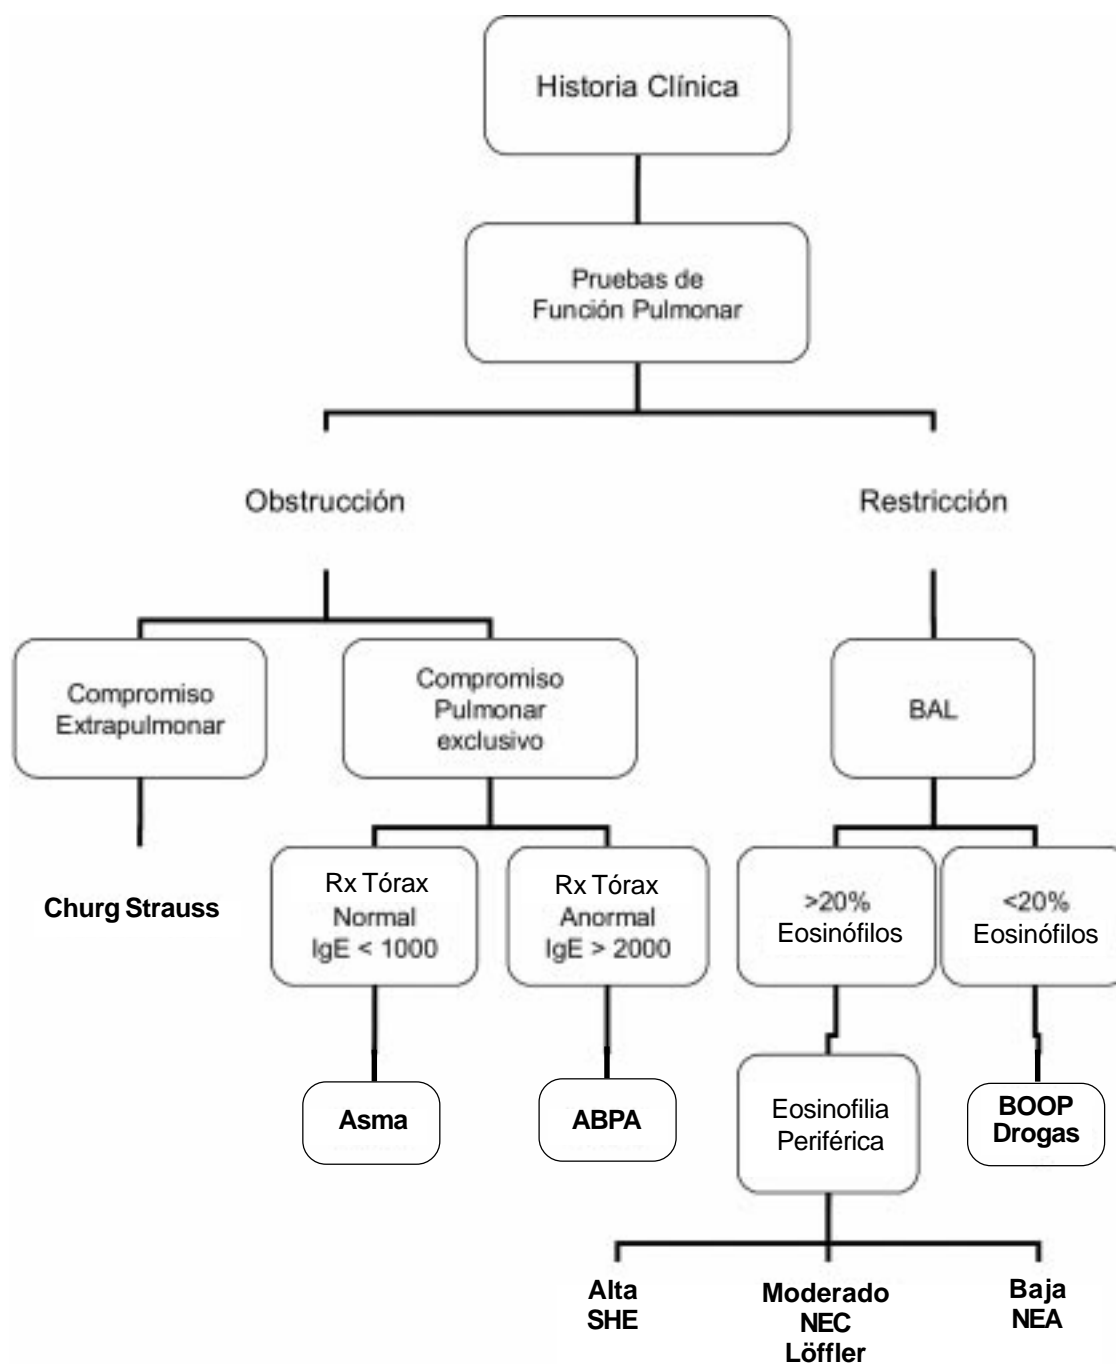 Historia Clínica
Pruebas de
Función Pulmonar
Obstrucción
Restricción
Compromiso
Extrapulmonar
Compromiso
Pulmonar
exclusivo
BAL
Churg Strauss
Rx Tórax
Normal
IgE < 1000
Rx Tórax
Anormal
IgE > 2000
>20%
Eosinófilos
<20%
Eosinófilos
Asma
ABPA
Eosinofilia
Periférica
BOOP
Drogas
Alta
SHE
Moderado
NEC
Löffler
Baja
NEA